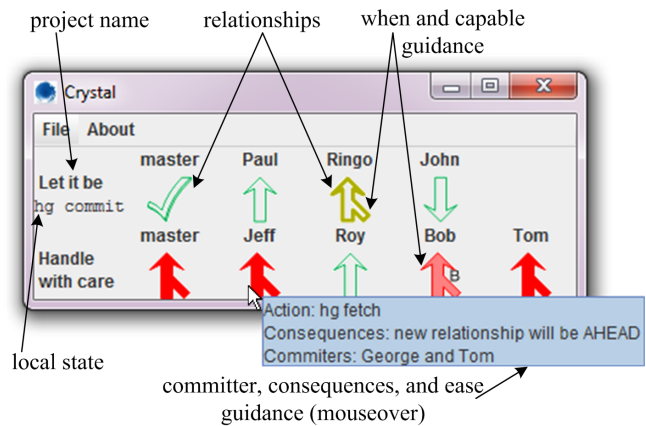 project name
relationships
when and capable
guidance
Crystal
File About
master Paul Ringo John
Let it be
hg commit
master Jeff Roy Bob Tom
Handle
with care
B
Action: hg fetch
Consequences: new relationship will be AHEAD
Commiters: George and Tom
local state
committer, consequences, and ease
guidance (mouseover)